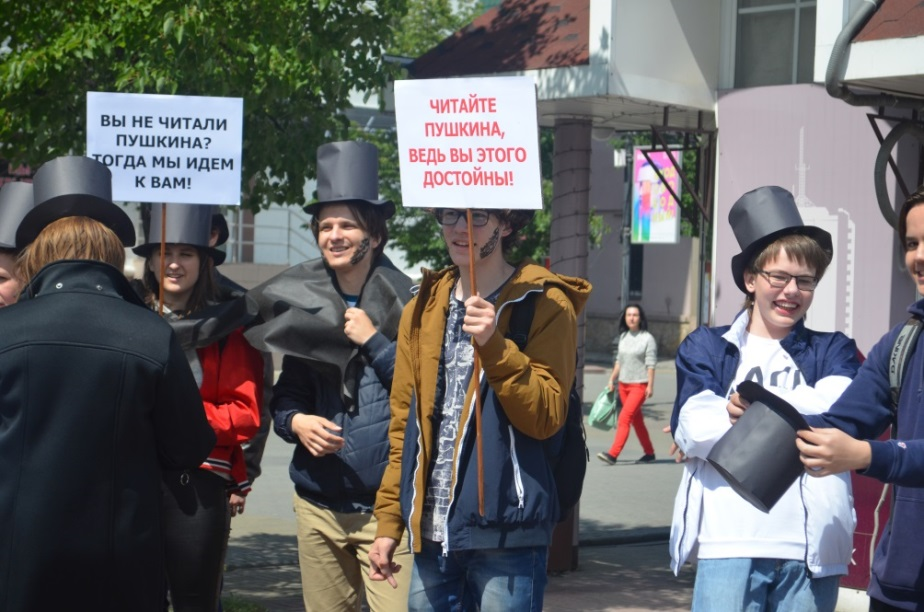 ВЫ НЕ ЧИТАЛИ
ПУШКИНА?
ТОГДА МЫ ИДЕМ
К ВАМ!
ЧИТАЙТЕ
ПУШКИНА,
ВЕДЬ ВЫ ЭТОГО
ДОСТОЙНЫ!